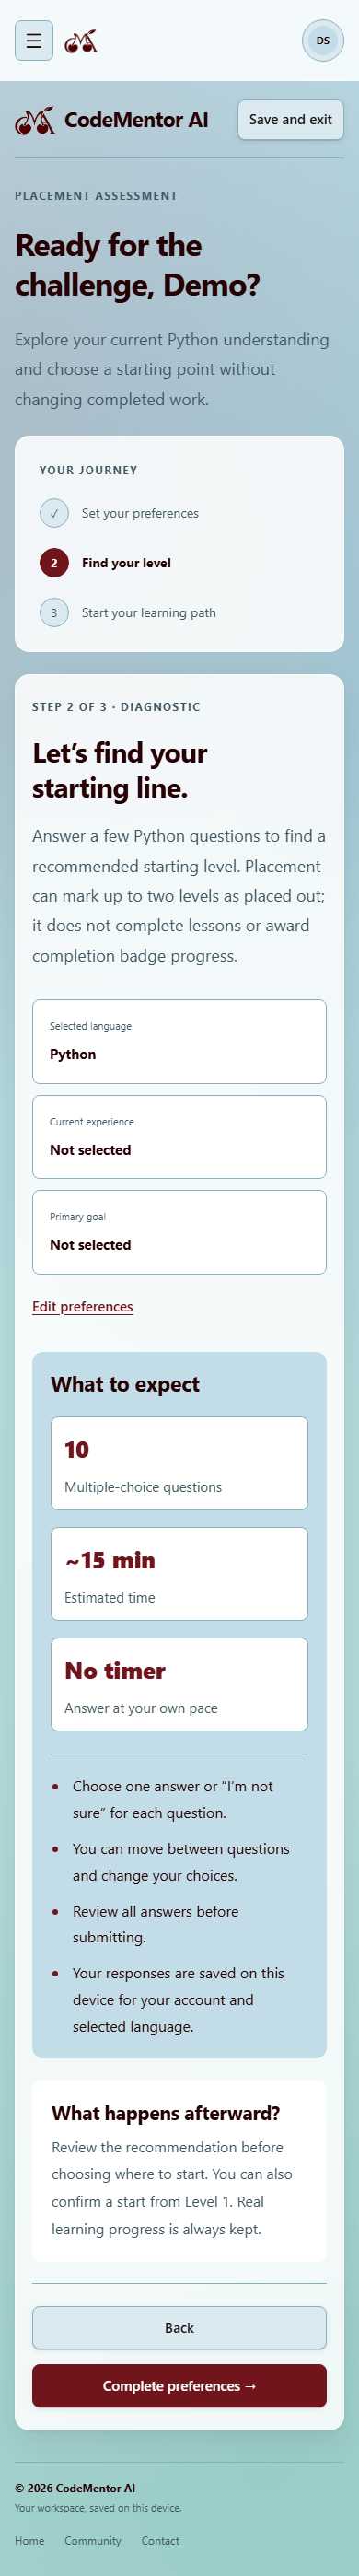 DS
CodeMentor AI
Save and exit
PLACEMENT ASSESSMENT
Ready for the
challenge, Demo?
Explore your current Python understanding
and choose a starting point without
changing completed work.
YOUR JOURNEY
✓ Set your preferences
2 Find your level
3 Start your learning path
STEP 2 OF 3 · DIAGNOSTIC
Let’s find your
starting line.
Answer a few Python questions to find a
recommended starting level. Placement
can mark up to two levels as placed out;
it does not complete lessons or award
completion badge progress.
Selected language
Python
Current experience
Not selected
Primary goal
Not selected
Edit preferences
What to expect
10
Multiple-choice questions
~15 min
Estimated time
No timer
Answer at your own pace
• Choose one answer or “I’m not
sure” for each question.
• You can move between questions
and change your choices.
• Review all answers before
submitting.
• Your responses are saved on this
device for your account and
selected language.
What happens afterward?
Review the recommendation before
choosing where to start. You can also
confirm a start from Level 1. Real
learning progress is always kept.
Back
Complete preferences →
© 2026 CodeMentor AI
Your workspace, saved on this device.
Home Community Contact